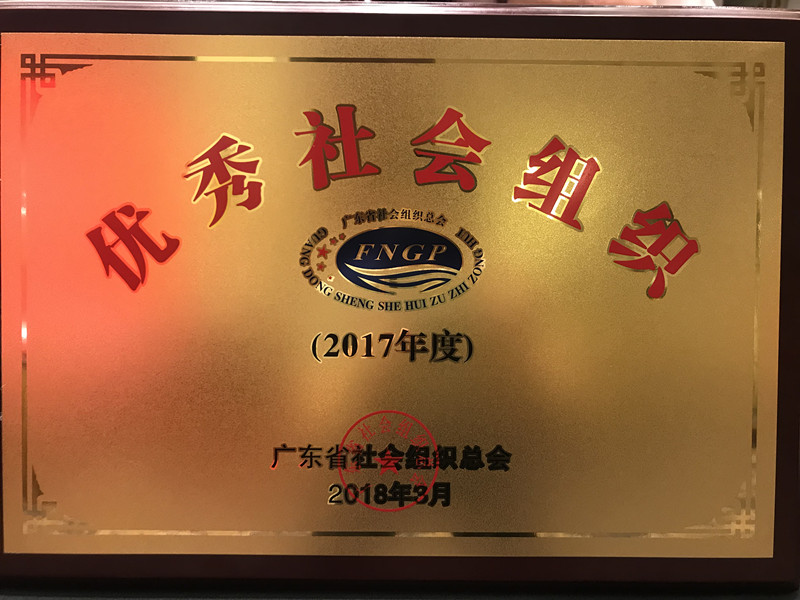 优秀社会组织
广东省社会组织总会
FNGP
GUANG DONG SHENG SHE HUI ZU ZHI ZONG HUI
(2017年度)
广东省社会组织总会
2018年3月